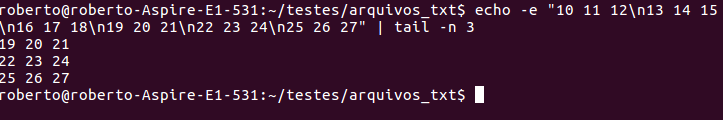 roberto@roberto-Aspire-E1-531:~/testes/arquivos_txt$ echo -e "10 11 12\n13 14 15
\n16 17 18\n19 20 21\n22 23 24\n25 26 27" | tail -n 3
19 20 21
22 23 24
25 26 27
roberto@roberto-Aspire-E1-531:~/testes/arquivos_txt$